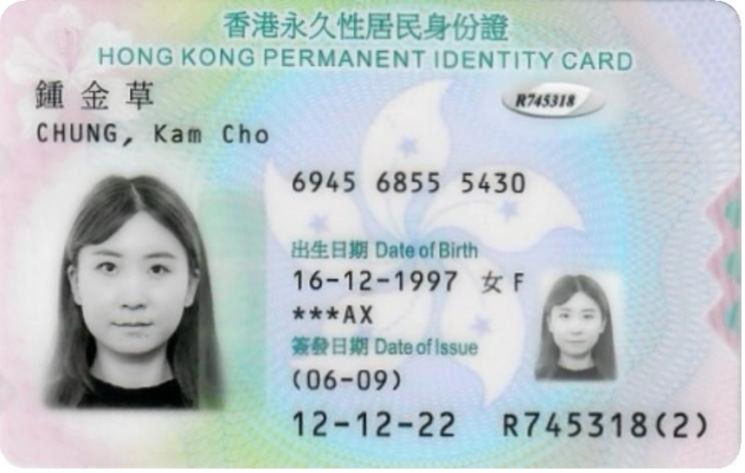 香港永久性居民身份證
HONG KONG PERMANENT IDENTITY CARD
鍾金草
CHUNG, Kam Cho
R745318
6945 6855 5430
出生日期 Date of Birth
16-12-1997 女 F
***AX
簽發日期 Date of Issue
(06-09)
12-12-22 R745318(2)